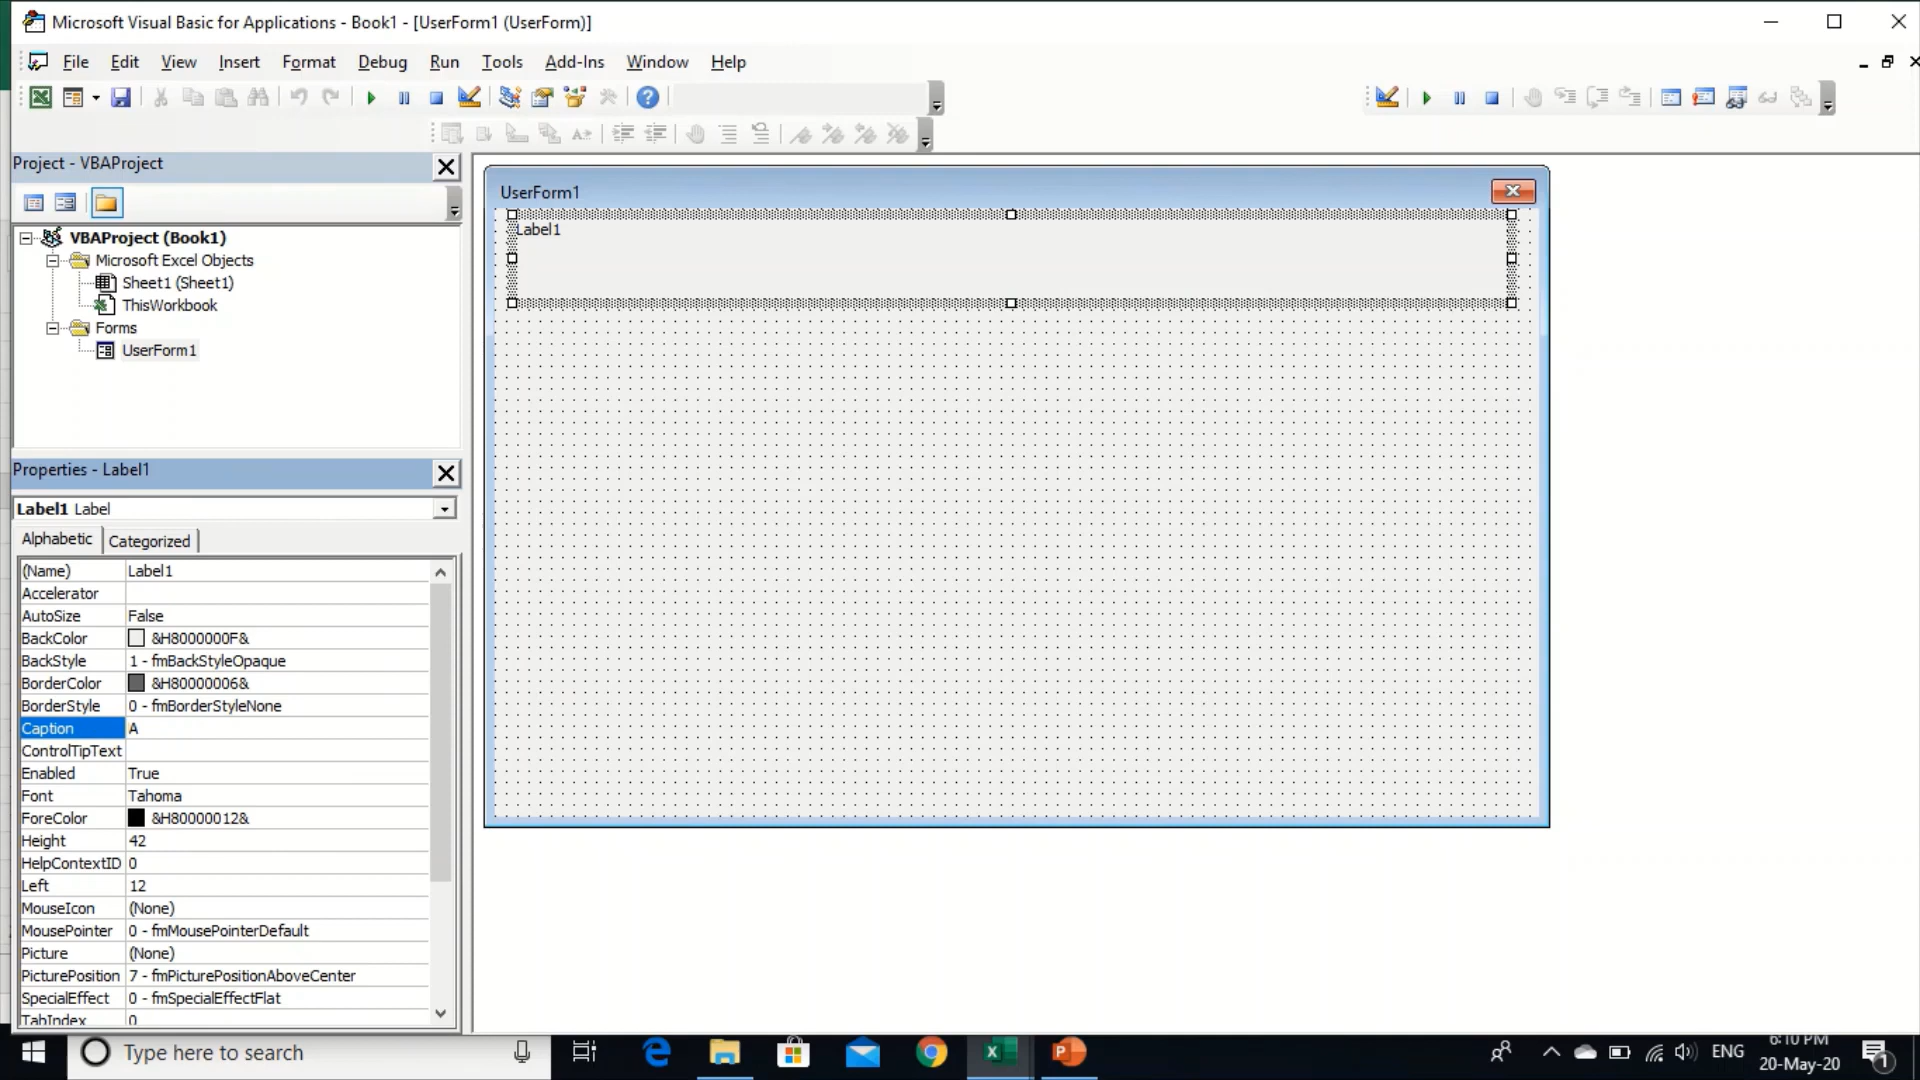 Microsoft Visual Basic for Applications - Book1 - [UserForm1 (UserForm)]
File Edit View Insert Format Debug Run Tools Add-Ins Window Help
Project - VBAProject
VBAProject (Book1)
Microsoft Excel Objects
Sheet1 (Sheet1)
ThisWorkbook
Forms
UserForm1
UserForm1
Label1
Properties - Label1
Label1 Label
Alphabetic Categorized
(Name) Label1
Accelerator
AutoSize False
BackColor &H8000000F&
BackStyle 1 - fmBackStyleOpaque
BorderColor &H80000006&
BorderStyle 0 - fmBorderStyleNone
Caption A
ControlTipText
Enabled True
Font Tahoma
ForeColor &H80000012&
Height 42
HelpContextID 0
Left 12
MouseIcon (None)
MousePointer 0 - fmMousePointerDefault
Picture (None)
PicturePosition 7 - fmPicturePositionAboveCenter
SpecialEffect 0 - fmSpecialEffectFlat
TabIndex 0
Type here to search
ENG
6:10 PM
20-May-20
1